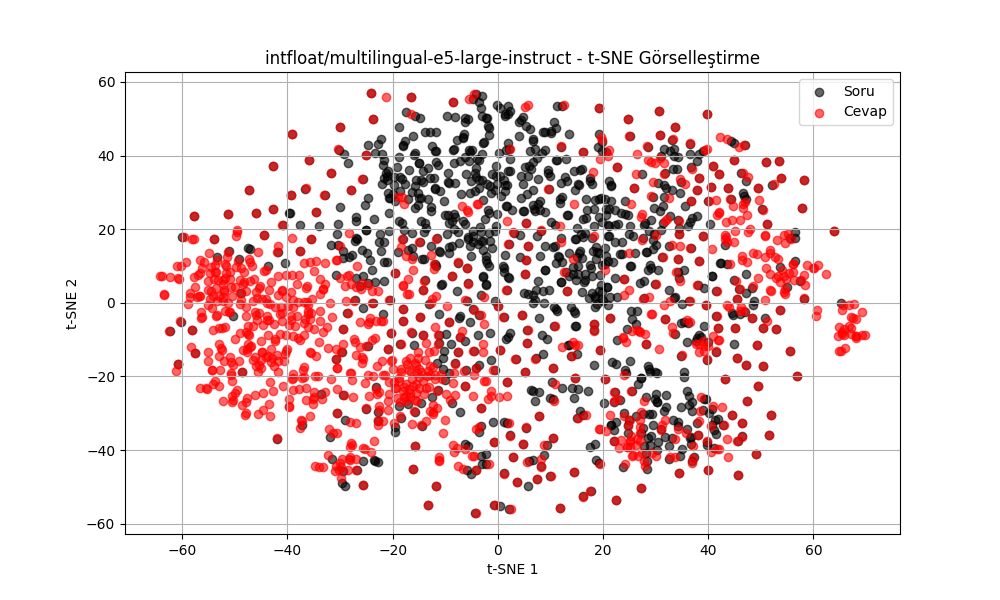 intfloat/multilingual-e5-large-instruct - t-SNE Görselleştirme
Soru
Cevap
60
40
20
0
−20
−40
−60
t-SNE 2
−60
−40
−20
0
20
40
60
t-SNE 1